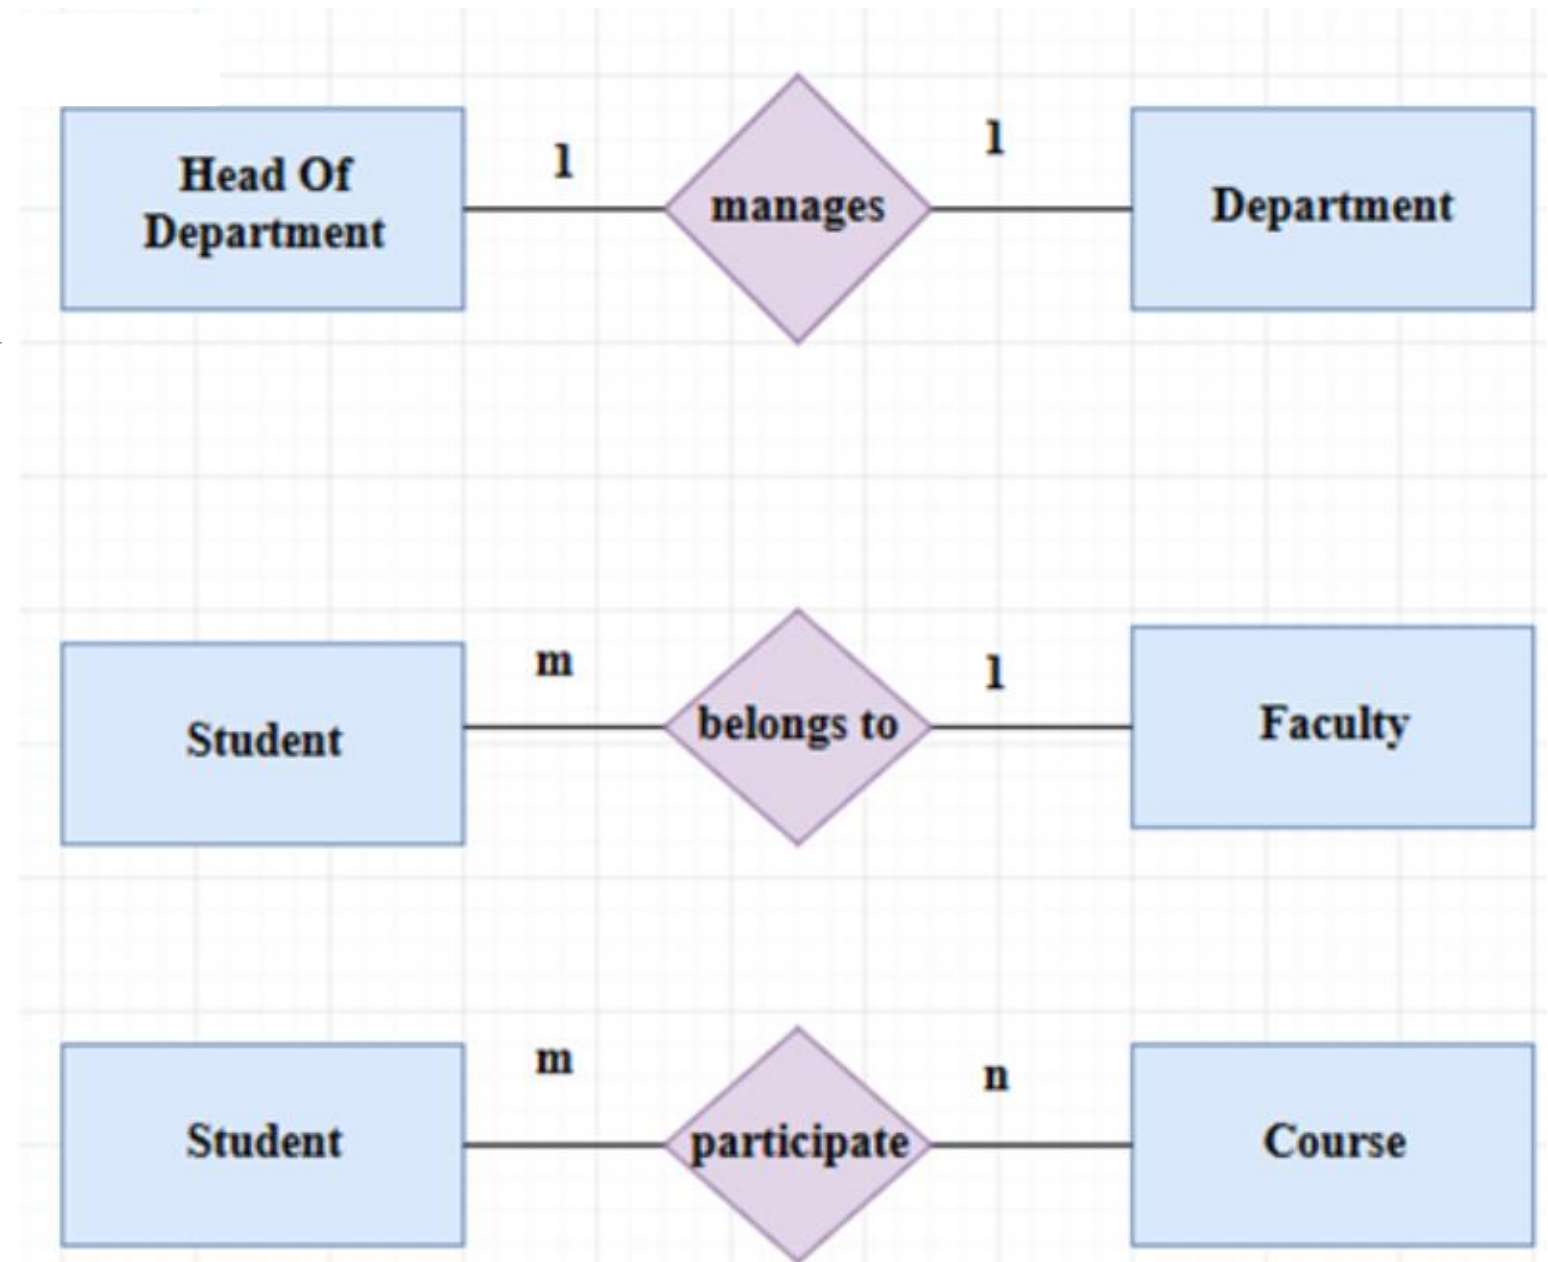 Head Of
Department
1
manages
1
Department
Student
m
belongs to
1
Faculty
Student
m
participate
n
Course